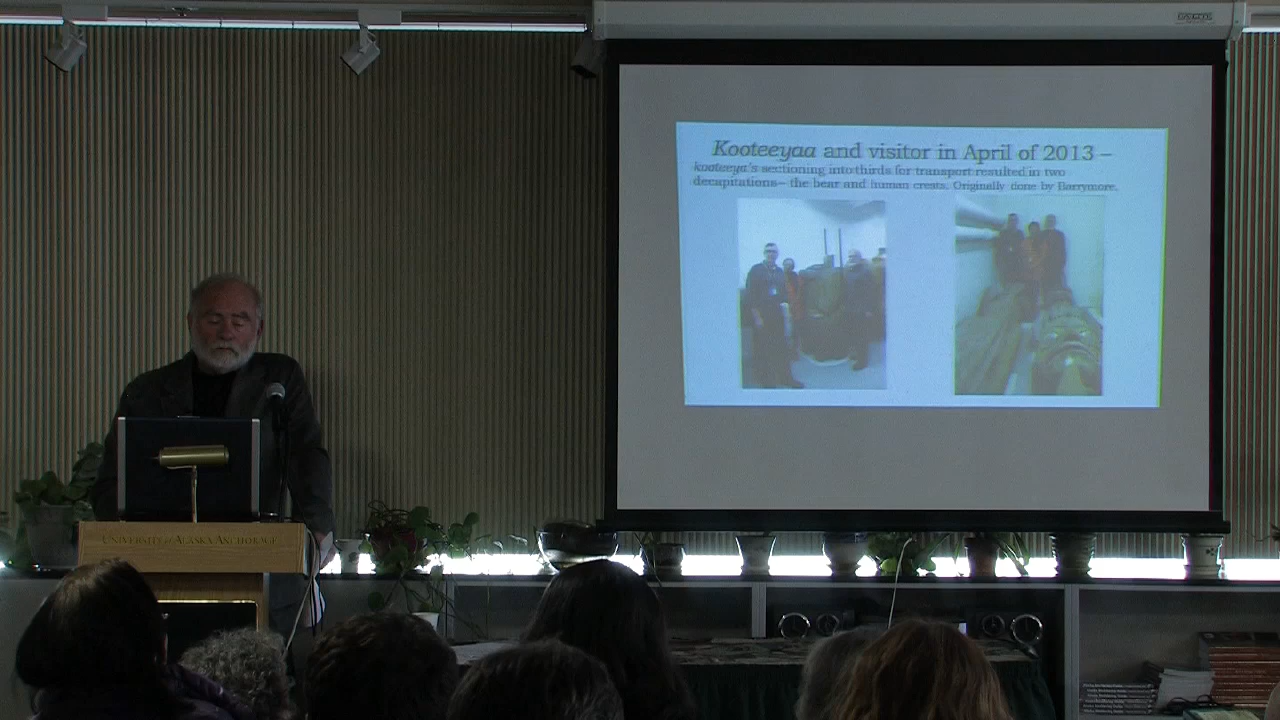 Kooteeyaa and visitor in April of 2013 –
kooteeya's sectioning into thirds for transport resulted in two
decapitations – the bear and human crests. Originally done by Barrymore.
UNIVERSITY of ALASKA ANCHORAGE